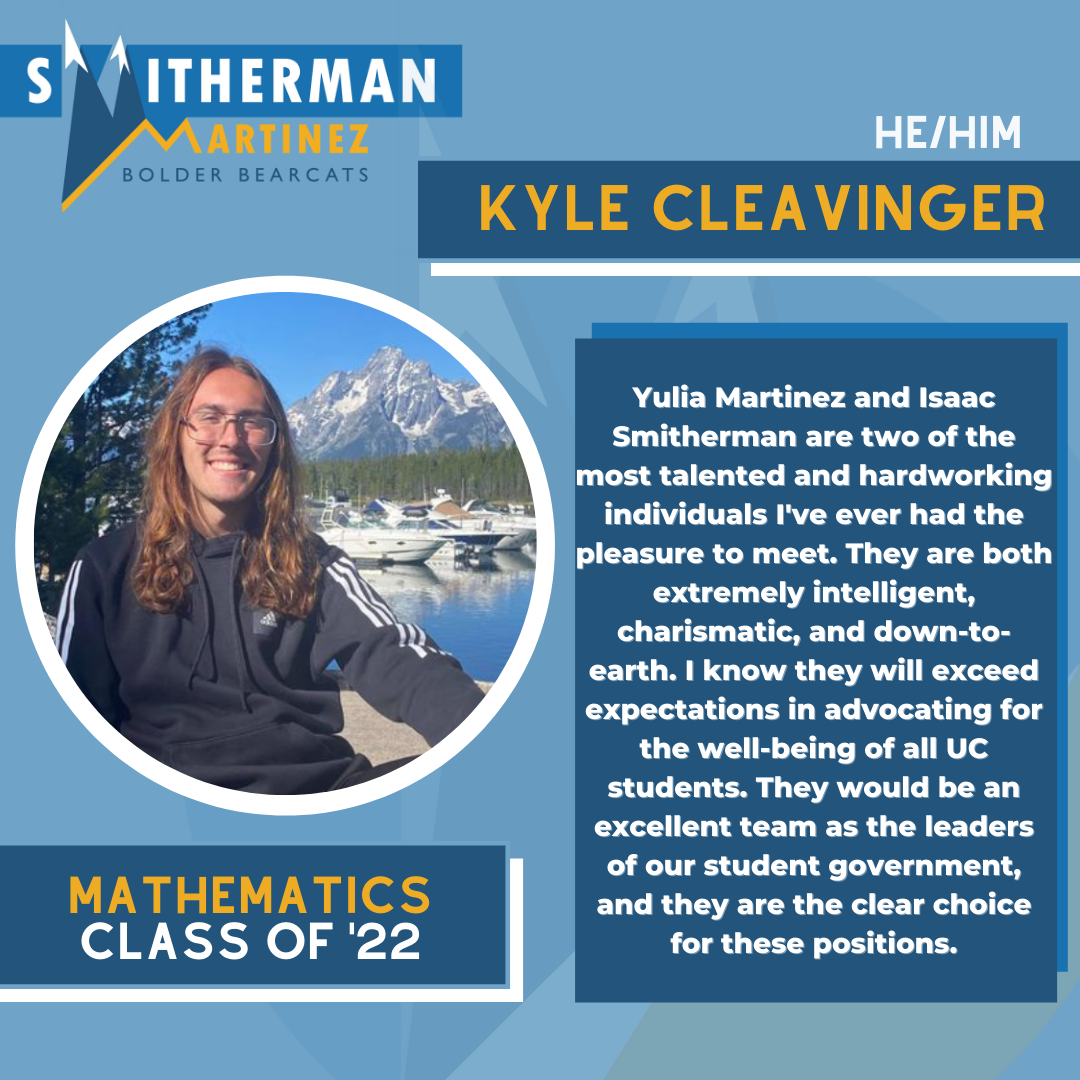 SMITHERMAN
MARTINEZ
BOLDER BEARCATS
HE/HIM
KYLE CLEAVINGER
Yulia Martinez and Isaac
Smitherman are two of the
most talented and hardworking
individuals I've ever had the
pleasure to meet. They are both
extremely intelligent,
charismatic, and down-to-
earth. I know they will exceed
expectations in advocating for
the well-being of all UC
students. They would be an
excellent team as the leaders
of our student government,
and they are the clear choice
for these positions.
MATHEMATICS
CLASS OF '22